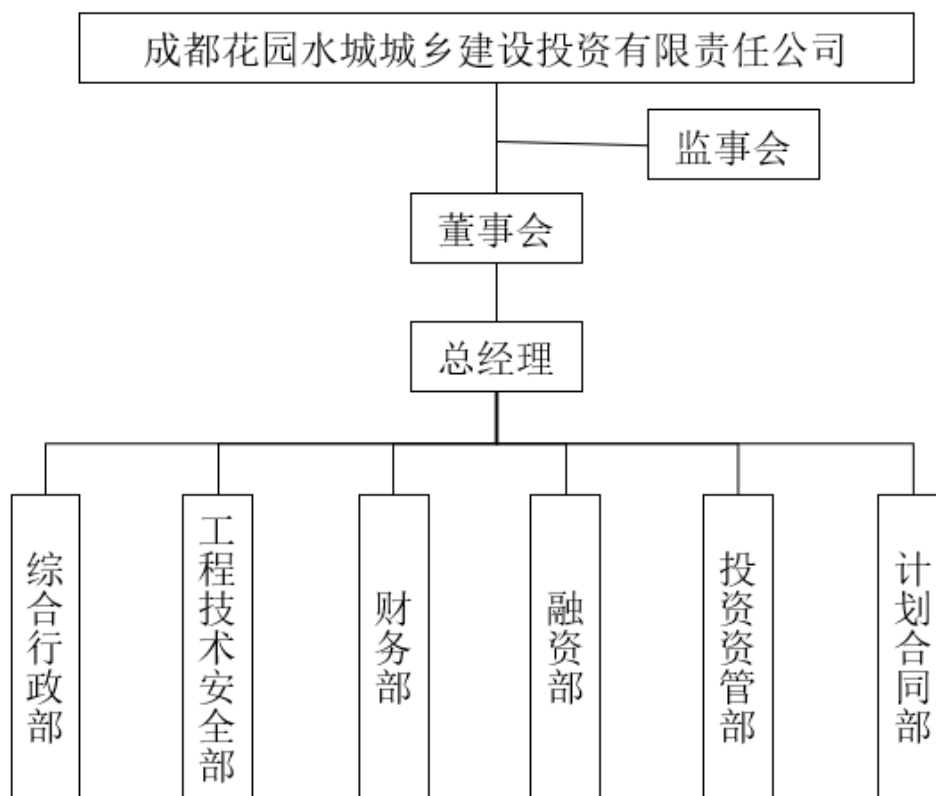 成都花园水城城乡建设投资有限责任公司
监事会
董事会
总经理
综合行政部
工程技术安全部
财务部
融资部
投资资管部
计划合同部